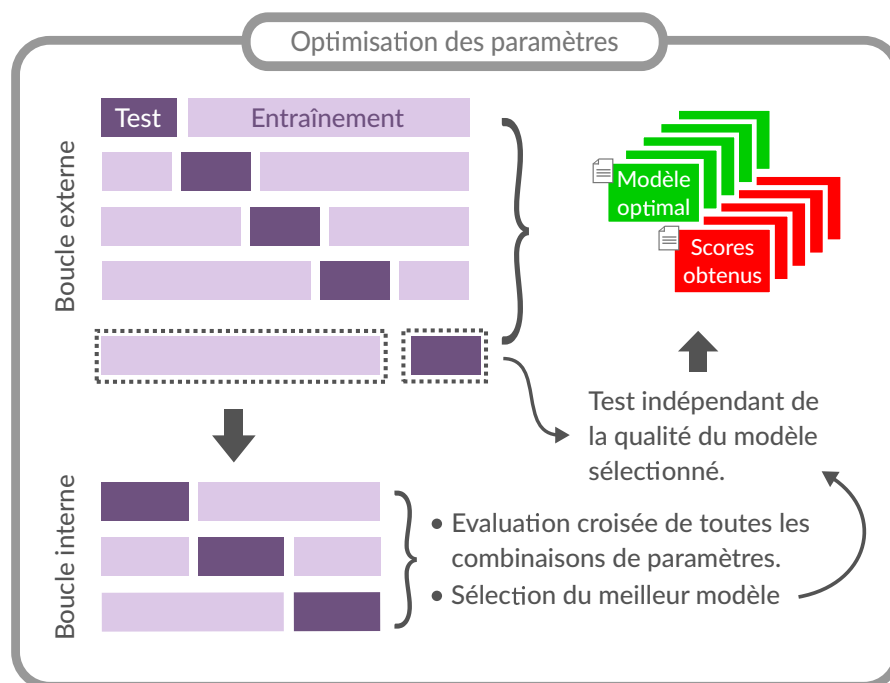 Optimisation des paramètres
Boucle externe
Test
Entraînement
Modèle
optimal
Scores
obtenus
Test indépendant de
la qualité du modèle
sélectionné.
Boucle interne
• Evaluation croisée de toutes les
combinaisons de paramètres.
• Sélection du meilleur modèle